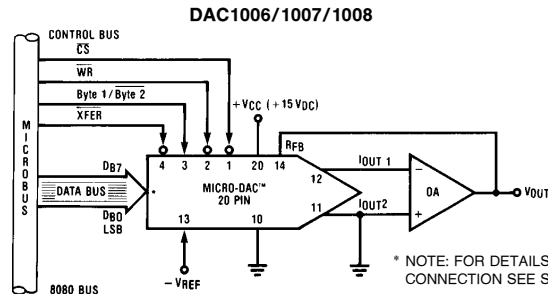 DAC1006/1007/1008
CONTROL BUS
CS
WR
Byte 1/Byte 2
XFER
+VCC (+15 VDC)
RFB
4 3 2 1 20 14
IOUT 1
12
MICROBUS
DB7
DATA BUS
DB0
LSB
*
MICRO-DAC™
20 PIN
11
IOUT2
−
OA
+
VOUT
13
10
−VREF
8080 BUS
* NOTE: FOR DETAILS
CONNECTION SEE S